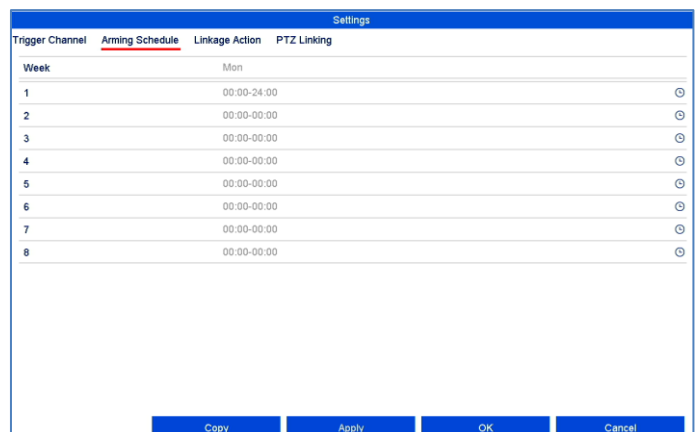 Settings
Trigger Channel Arming Schedule Linkage Action PTZ Linking
Week Mon
1 00:00-24:00
2 00:00-00:00
3 00:00-00:00
4 00:00-00:00
5 00:00-00:00
6 00:00-00:00
7 00:00-00:00
8 00:00-00:00
Copy Apply OK Cancel